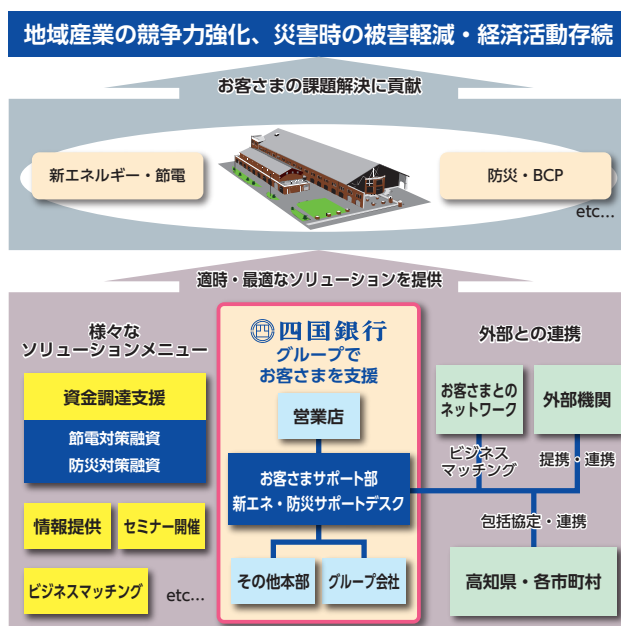 地域産業の競争力強化、災害時の被害軽減・経済活動存続
お客さまの課題解決に貢献
新エネルギー・節電
防災・BCP
etc...
適時・最適なソリューションを提供
様々な
ソリューションメニュー
資金調達支援
節電対策融資
防災対策融資
情報提供
セミナー開催
ビジネスマッチング
etc...
四国銀行
グループで
お客さまを支援
営業店
お客さまサポート部
新エネ・防災サポートデスク
その他本部
グループ会社
外部との連携
お客さまとの
ネットワーク
外部機関
ビジネス
マッチング
提携・連携
包括協定・連携
高知県・各市町村